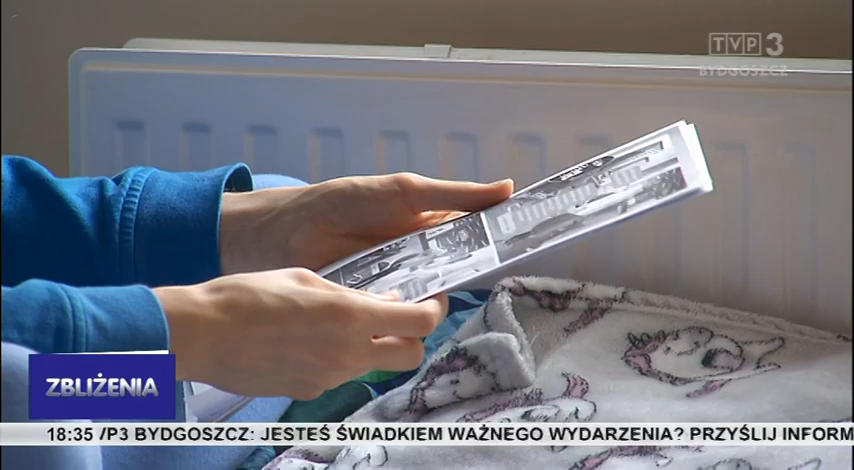 TVP3
BYDGOSZCZ
ZBLIŻENIA
18:35 /P3 BYDGOSZCZ: JESTEŚ ŚWIADKIEM WAŻNEGO WYDARZENIA? PRZYŚLIJ INFORM